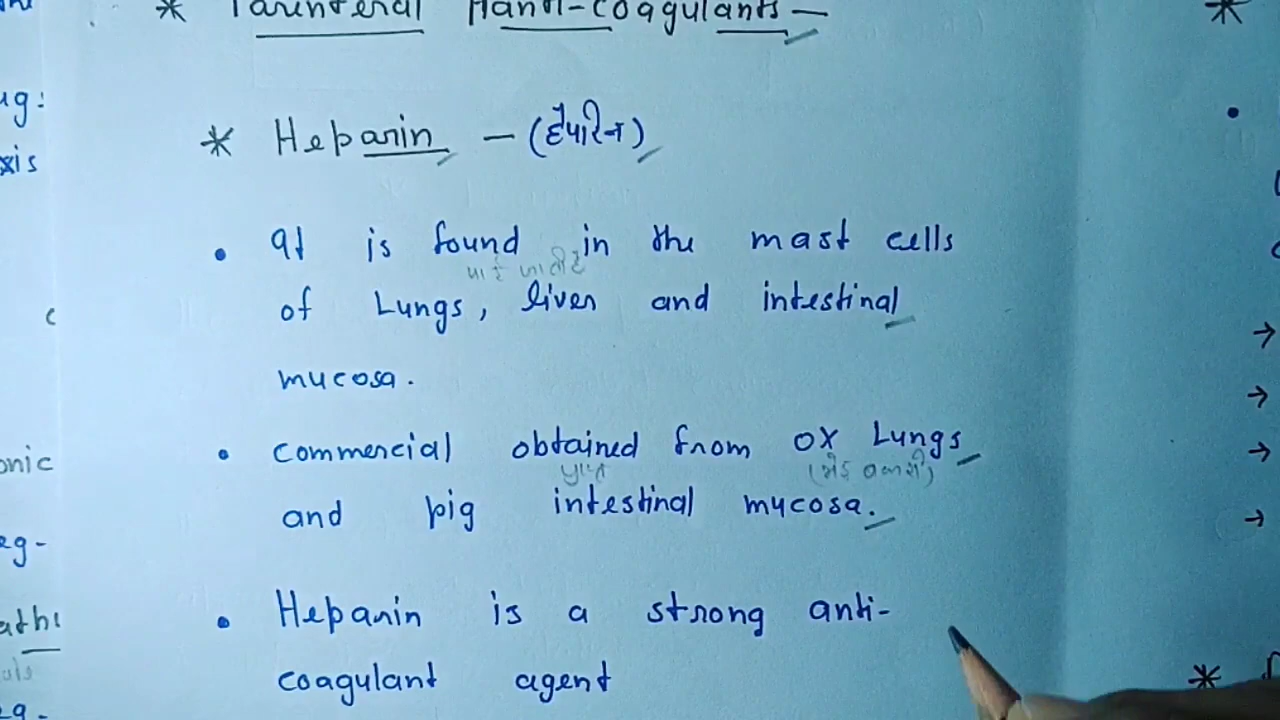 * Parenteral Hanti-coagulants —
* Heparin — (हैपारिन)
• It is found in the mast cells
of Lungs, liver and intestinal
mucosa.
• commercial obtained from ox Lungs
प्राप्त
and pig intestinal mucosa.
• Heparin is a strong anti-
coagulant agent